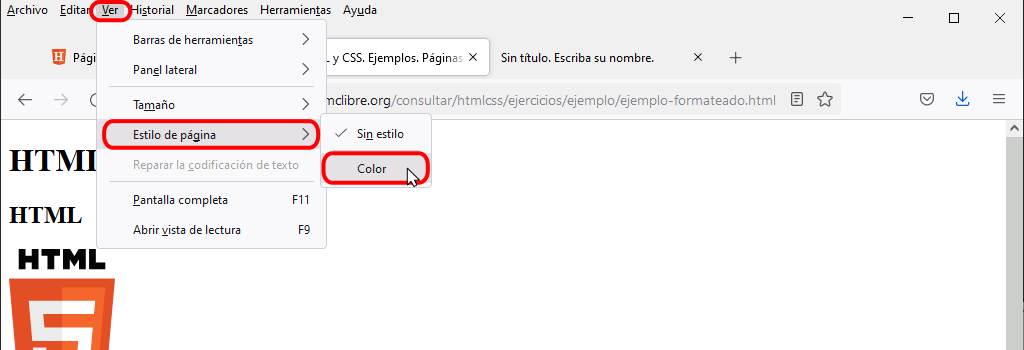 Archivo Editar Ver Historial Marcadores Herramientas Ayuda
Pági L y CSS. Ejemplos. Páginas Sin título. Escriba su nombre.
mclibre.org/consultar/htmlcss/ejercicios/ejemplo/ejemplo-formateado.html
Barras de herramientas
Panel lateral
Tamaño
Estilo de página
Reparar la codificación de texto
Pantalla completa F11
Abrir vista de lectura F9
Sin estilo
Color
HTML
HTML
HTML